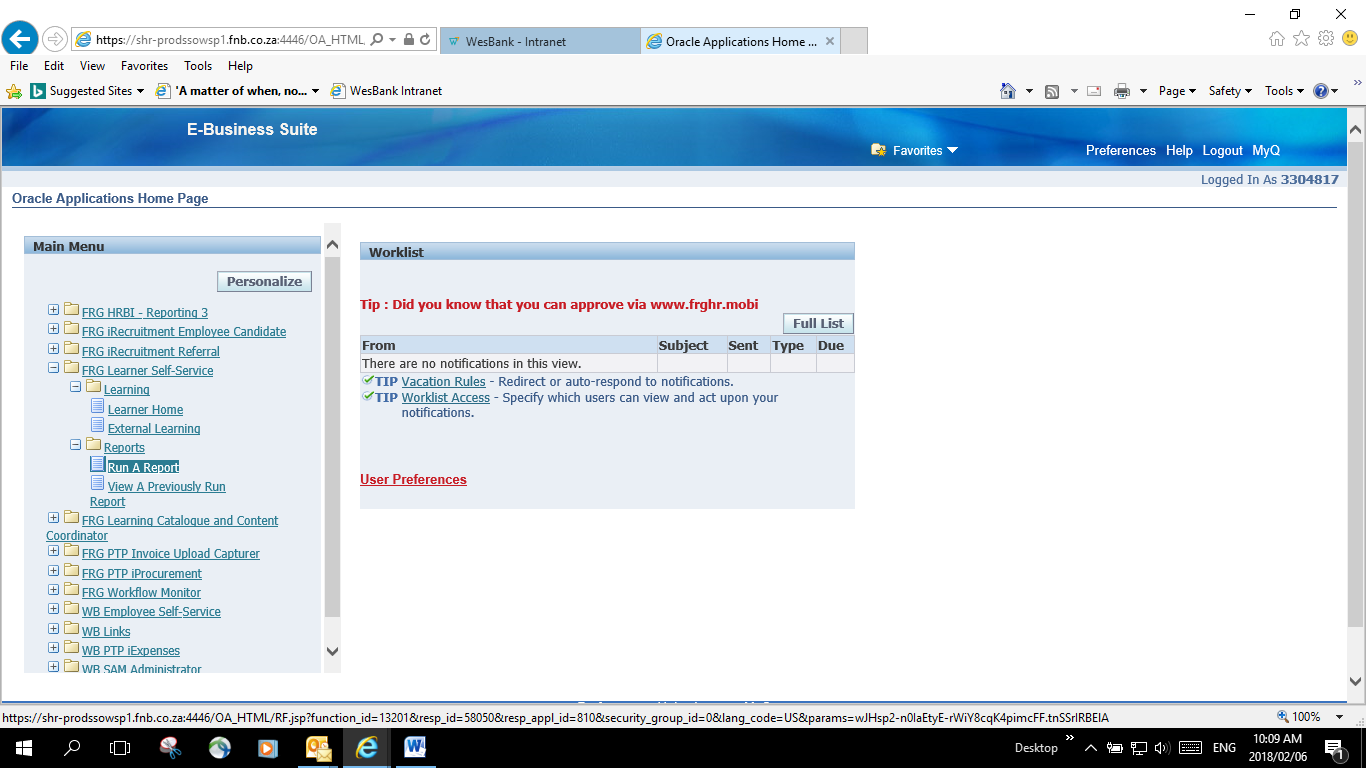 https://shr-prodssowsp1.fnb.co.za:4446/OA_HTML
WesBank - Intranet
Oracle Applications Home ...
File Edit View Favorites Tools Help
Suggested Sites
'A matter of when, no...
WesBank Intranet
Page Safety Tools
E-Business Suite
Favorites
Preferences Help Logout MyQ
Logged In As 3304817
Oracle Applications Home Page
Main Menu
Personalize
FRG HRBI - Reporting 3
FRG iRecruitment Employee Candidate
FRG iRecruitment Referral
FRG Learner Self-Service
Learning
Learner Home
External Learning
Reports
Run A Report
View A Previously Run
Report
FRG Learning Catalogue and Content
Coordinator
FRG PTP Invoice Upload Capturer
FRG PTP iProcurement
FRG Workflow Monitor
WB Employee Self-Service
WB Links
WB PTP iExpenses
WB SAM Administrator
Worklist
Tip : Did you know that you can approve via www.frghr.mobi
Full List
From Subject Sent Type Due
There are no notifications in this view.
TIP Vacation Rules - Redirect or auto-respond to notifications.
TIP Worklist Access - Specify which users can view and act upon your
notifications.
User Preferences
https://shr-prodssowsp1.fnb.co.za:4446/OA_HTML/RF.jsp?function_id=13201&resp_id=58050&resp_appl_id=810&security_group_id=0&lang_code=US&params=wJHsp2-n0laEtyE-rWiY8cqK4pimcFF.tnSSrlRBEIA
100%
Desktop
ENG
10:09 AM
2018/02/06
1